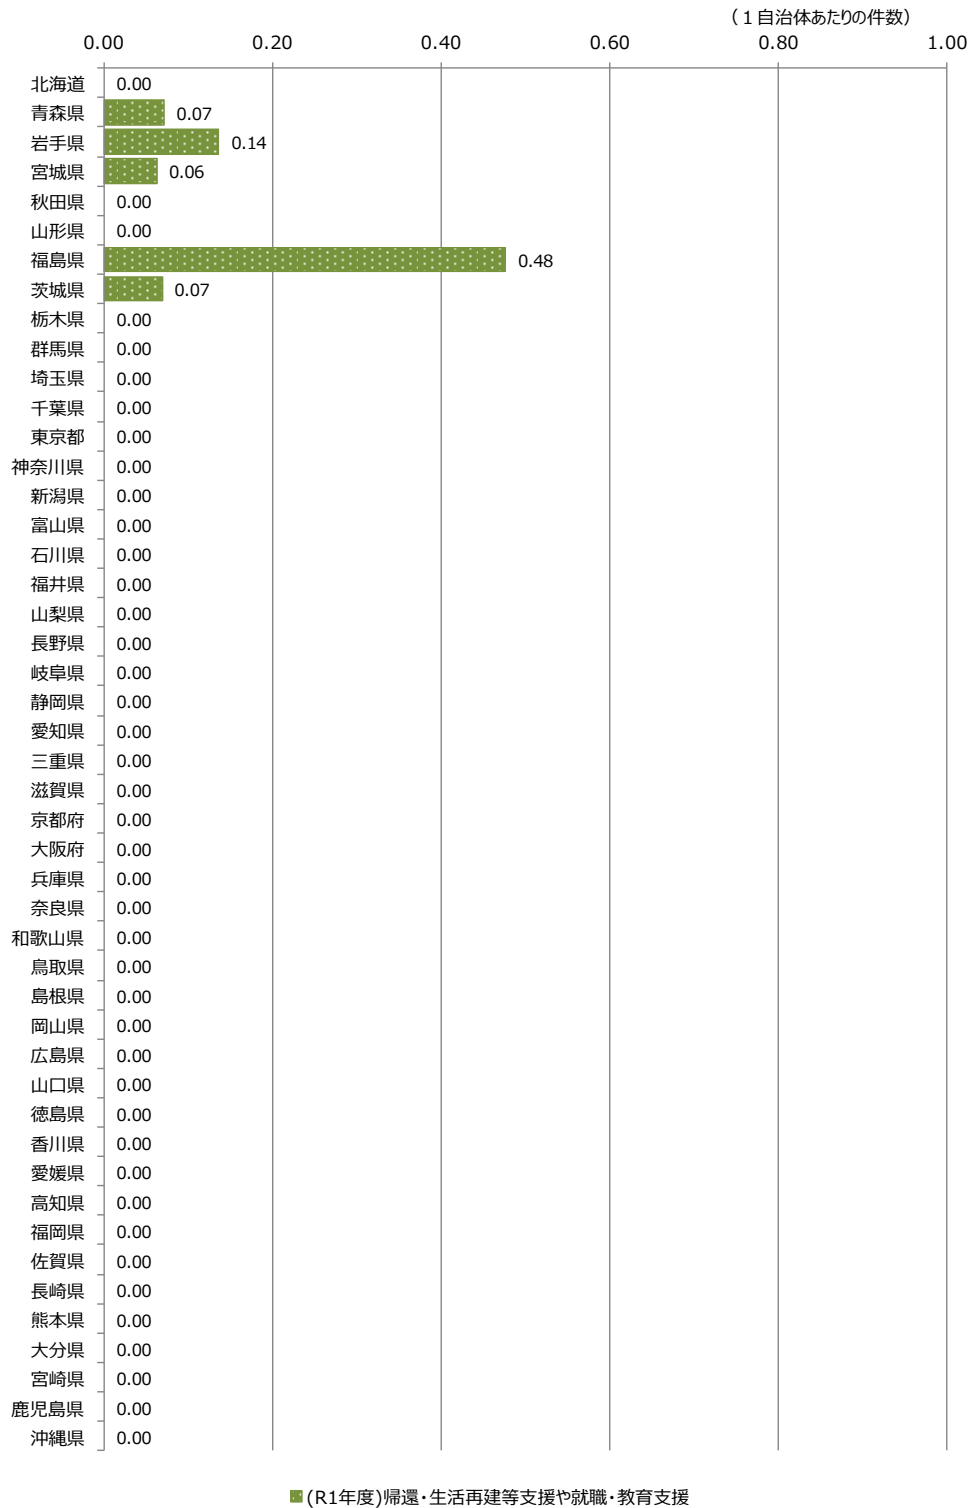 （１自治体あたりの件数）
0.00 0.20 0.40 0.60 0.80 1.00
北海道 0.00
青森県 0.07
岩手県 0.14
宮城県 0.06
秋田県 0.00
山形県 0.00
福島県 0.48
茨城県 0.07
栃木県 0.00
群馬県 0.00
埼玉県 0.00
千葉県 0.00
東京都 0.00
神奈川県 0.00
新潟県 0.00
富山県 0.00
石川県 0.00
福井県 0.00
山梨県 0.00
長野県 0.00
岐阜県 0.00
静岡県 0.00
愛知県 0.00
三重県 0.00
滋賀県 0.00
京都府 0.00
大阪府 0.00
兵庫県 0.00
奈良県 0.00
和歌山県 0.00
鳥取県 0.00
島根県 0.00
岡山県 0.00
広島県 0.00
山口県 0.00
徳島県 0.00
香川県 0.00
愛媛県 0.00
高知県 0.00
福岡県 0.00
佐賀県 0.00
長崎県 0.00
熊本県 0.00
大分県 0.00
宮崎県 0.00
鹿児島県 0.00
沖縄県 0.00
(R1年度)帰還・生活再建等支援や就職・教育支援